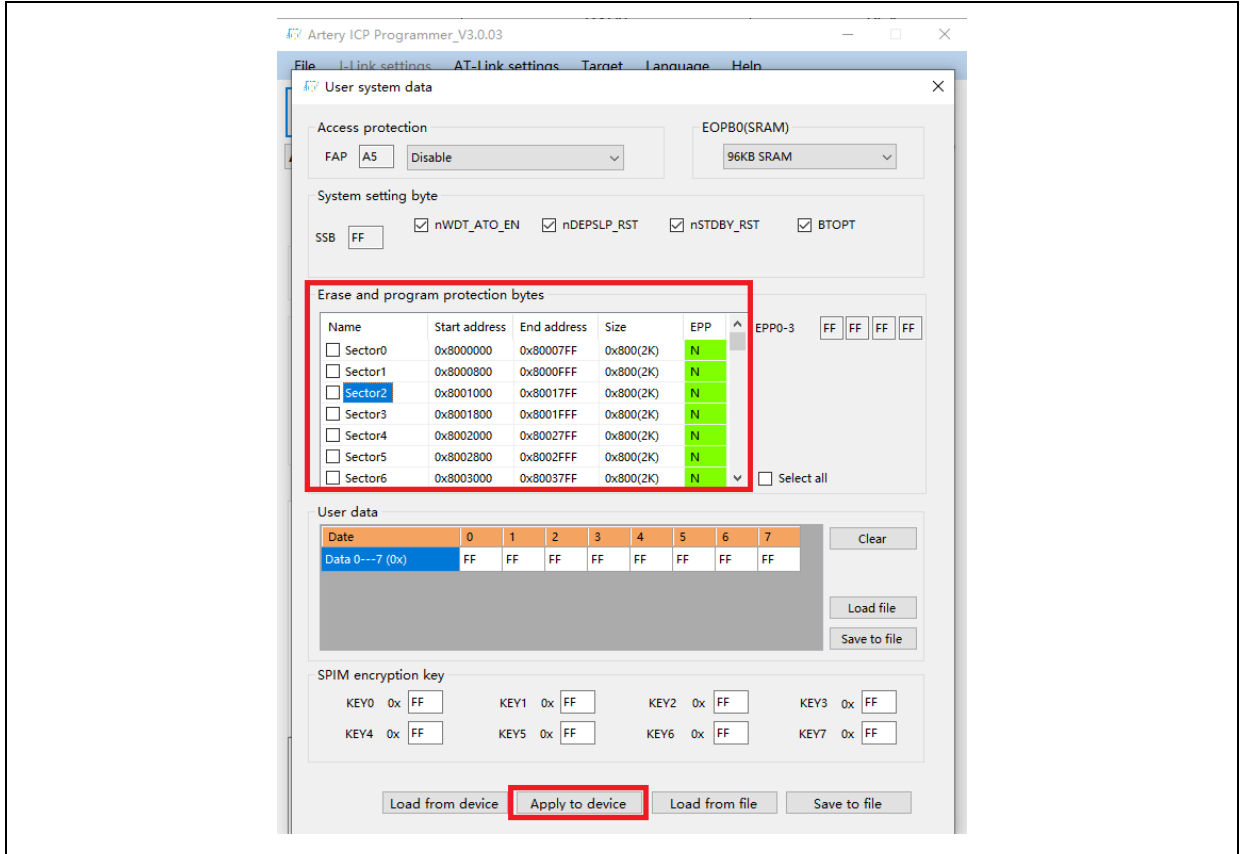 Artery ICP Programmer_V3.0.03
File J-Link settings AT-Link settings Target Language Help
User system data
Access protection
EOPB0(SRAM)
FAP A5 Disable
96KB SRAM
System setting byte
SSB FF nWDT_ATO_EN nDEPSLP_RST nSTDBY_RST BTOPT
Erase and program protection bytes
Name Start address End address Size EPP
EPP0-3 FF FF FF FF
Sector0 0x8000000 0x80007FF 0x800(2K) N
Sector1 0x8000800 0x8000FFF 0x800(2K) N
Sector2 0x8001000 0x80017FF 0x800(2K) N
Sector3 0x8001800 0x8001FFF 0x800(2K) N
Sector4 0x8002000 0x80027FF 0x800(2K) N
Sector5 0x8002800 0x8002FFF 0x800(2K) N
Sector6 0x8003000 0x80037FF 0x800(2K) N
Select all
User data
Date 0 1 2 3 4 5 6 7
Data 0---7 (0x) FF FF FF FF FF FF FF FF
Clear
Load file
Save to file
SPIM encryption key
KEY0 0x FF KEY1 0x FF KEY2 0x FF KEY3 0x FF
KEY4 0x FF KEY5 0x FF KEY6 0x FF KEY7 0x FF
Load from device Apply to device Load from file Save to file